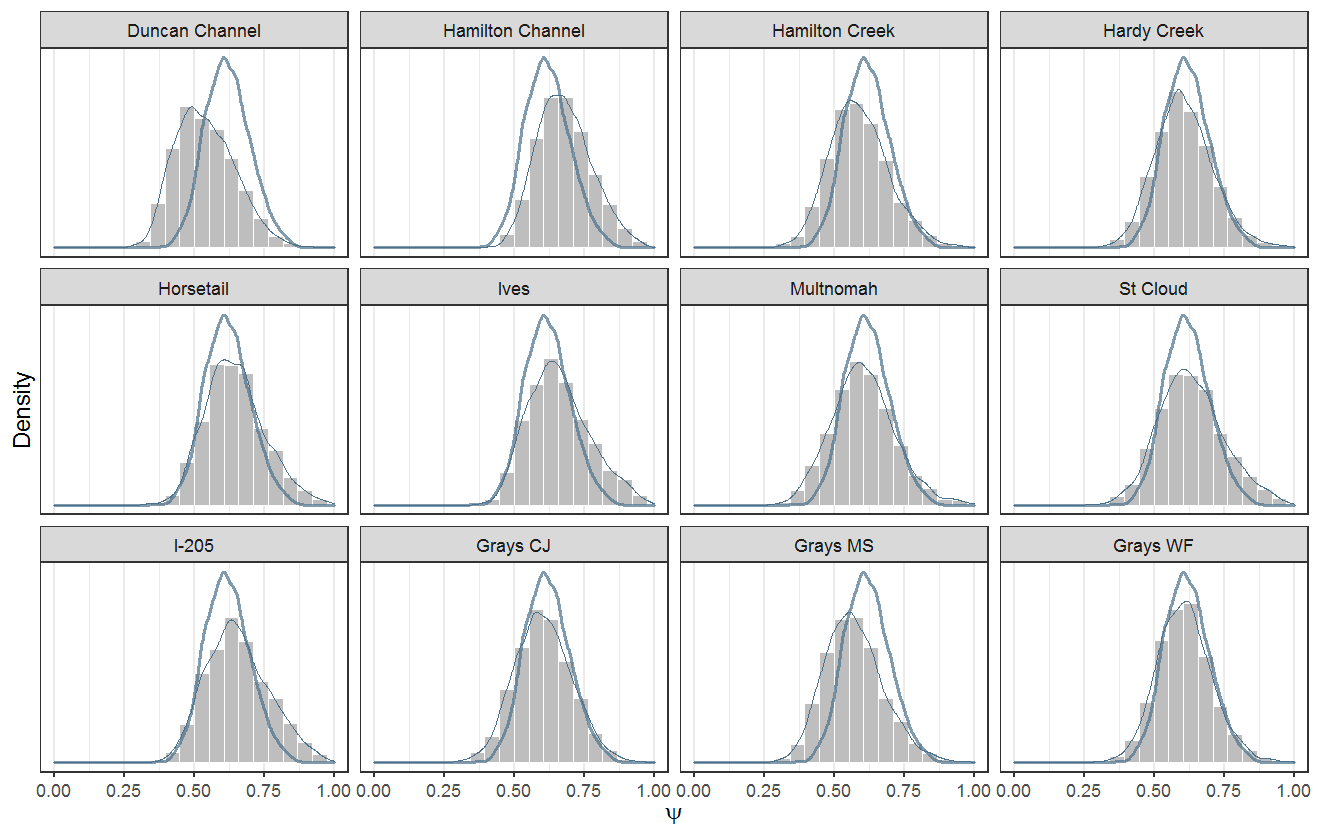 Duncan Channel Hamilton Channel Hamilton Creek Hardy Creek
Horsetail Ives Multnomah St Cloud
Density
I-205 Grays CJ Grays MS Grays WF
0.00 0.25 0.50 0.75 1.00 0.00 0.25 0.50 0.75 1.00 0.00 0.25 0.50 0.75 1.00 0.00 0.25 0.50 0.75 1.00
ψ